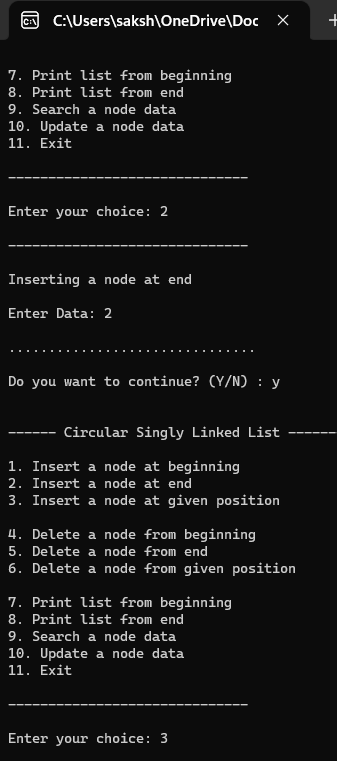 C:\Users\saksh\OneDrive\Doc
7. Print list from beginning
8. Print list from end
9. Search a node data
10. Update a node data
11. Exit
------------------------------
Enter your choice: 2
------------------------------
Inserting a node at end
Enter Data: 2
...............................
Do you want to continue? (Y/N) : y
------ Circular Singly Linked List ------
1. Insert a node at beginning
2. Insert a node at end
3. Insert a node at given position
4. Delete a node from beginning
5. Delete a node from end
6. Delete a node from given position
7. Print list from beginning
8. Print list from end
9. Search a node data
10. Update a node data
11. Exit
------------------------------
Enter your choice: 3